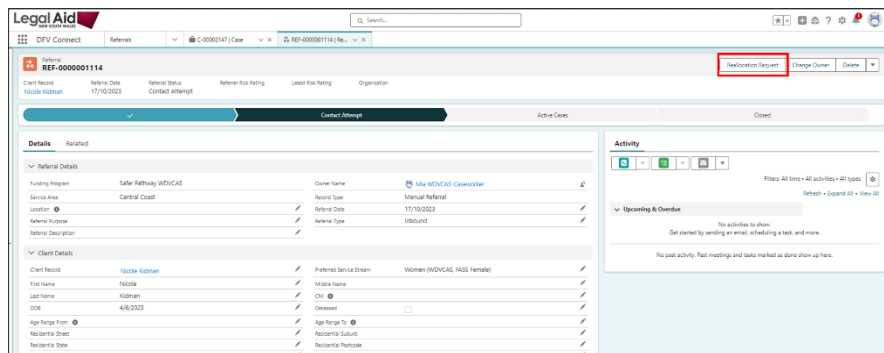 Legal Aid
NEW SOUTH WALES
Search...
DFV Connect
Referrals
C-00002147 | Case
REF-0000001114 | Re...
Referral
REF-0000001114
Reallocation Request
Change Owner
Delete
Client Record
Referral Date
Referral Status
Referrer Risk Rating
Latest Risk Rating
Organisation
Nicole Kidman
17/10/2023
Contact Attempt
Contact Attempt
Active Cases
Closed
Details
Related
Referral Details
Funding Program
Safer Pathway WDVCAS
Owner Name
Mia WDVCAS Caseworker
Service Area
Central Coast
Record Type
Manual Referral
Location
Referral Date
17/10/2023
Referral Purpose
Referral Type
Inbound
Referral Description
Client Details
Client Record
Nicole Kidman
Preferred Service Stream
Women (WDVCAS, FASS Female)
First Name
Nicole
Middle Name
Last Name
Kidman
CNI
DOB
4/6/2023
Deceased
Age Range From
Age Range To
Residential Street
Residential Suburb
Residential State
Residential Postcode
Activity
Filters: All time • All activities • All types
Refresh • Expand All • View All
Upcoming & Overdue
No activities to show.
Get started by sending an email, scheduling a task, and more.
No past activity. Past meetings and tasks marked as done show up here.